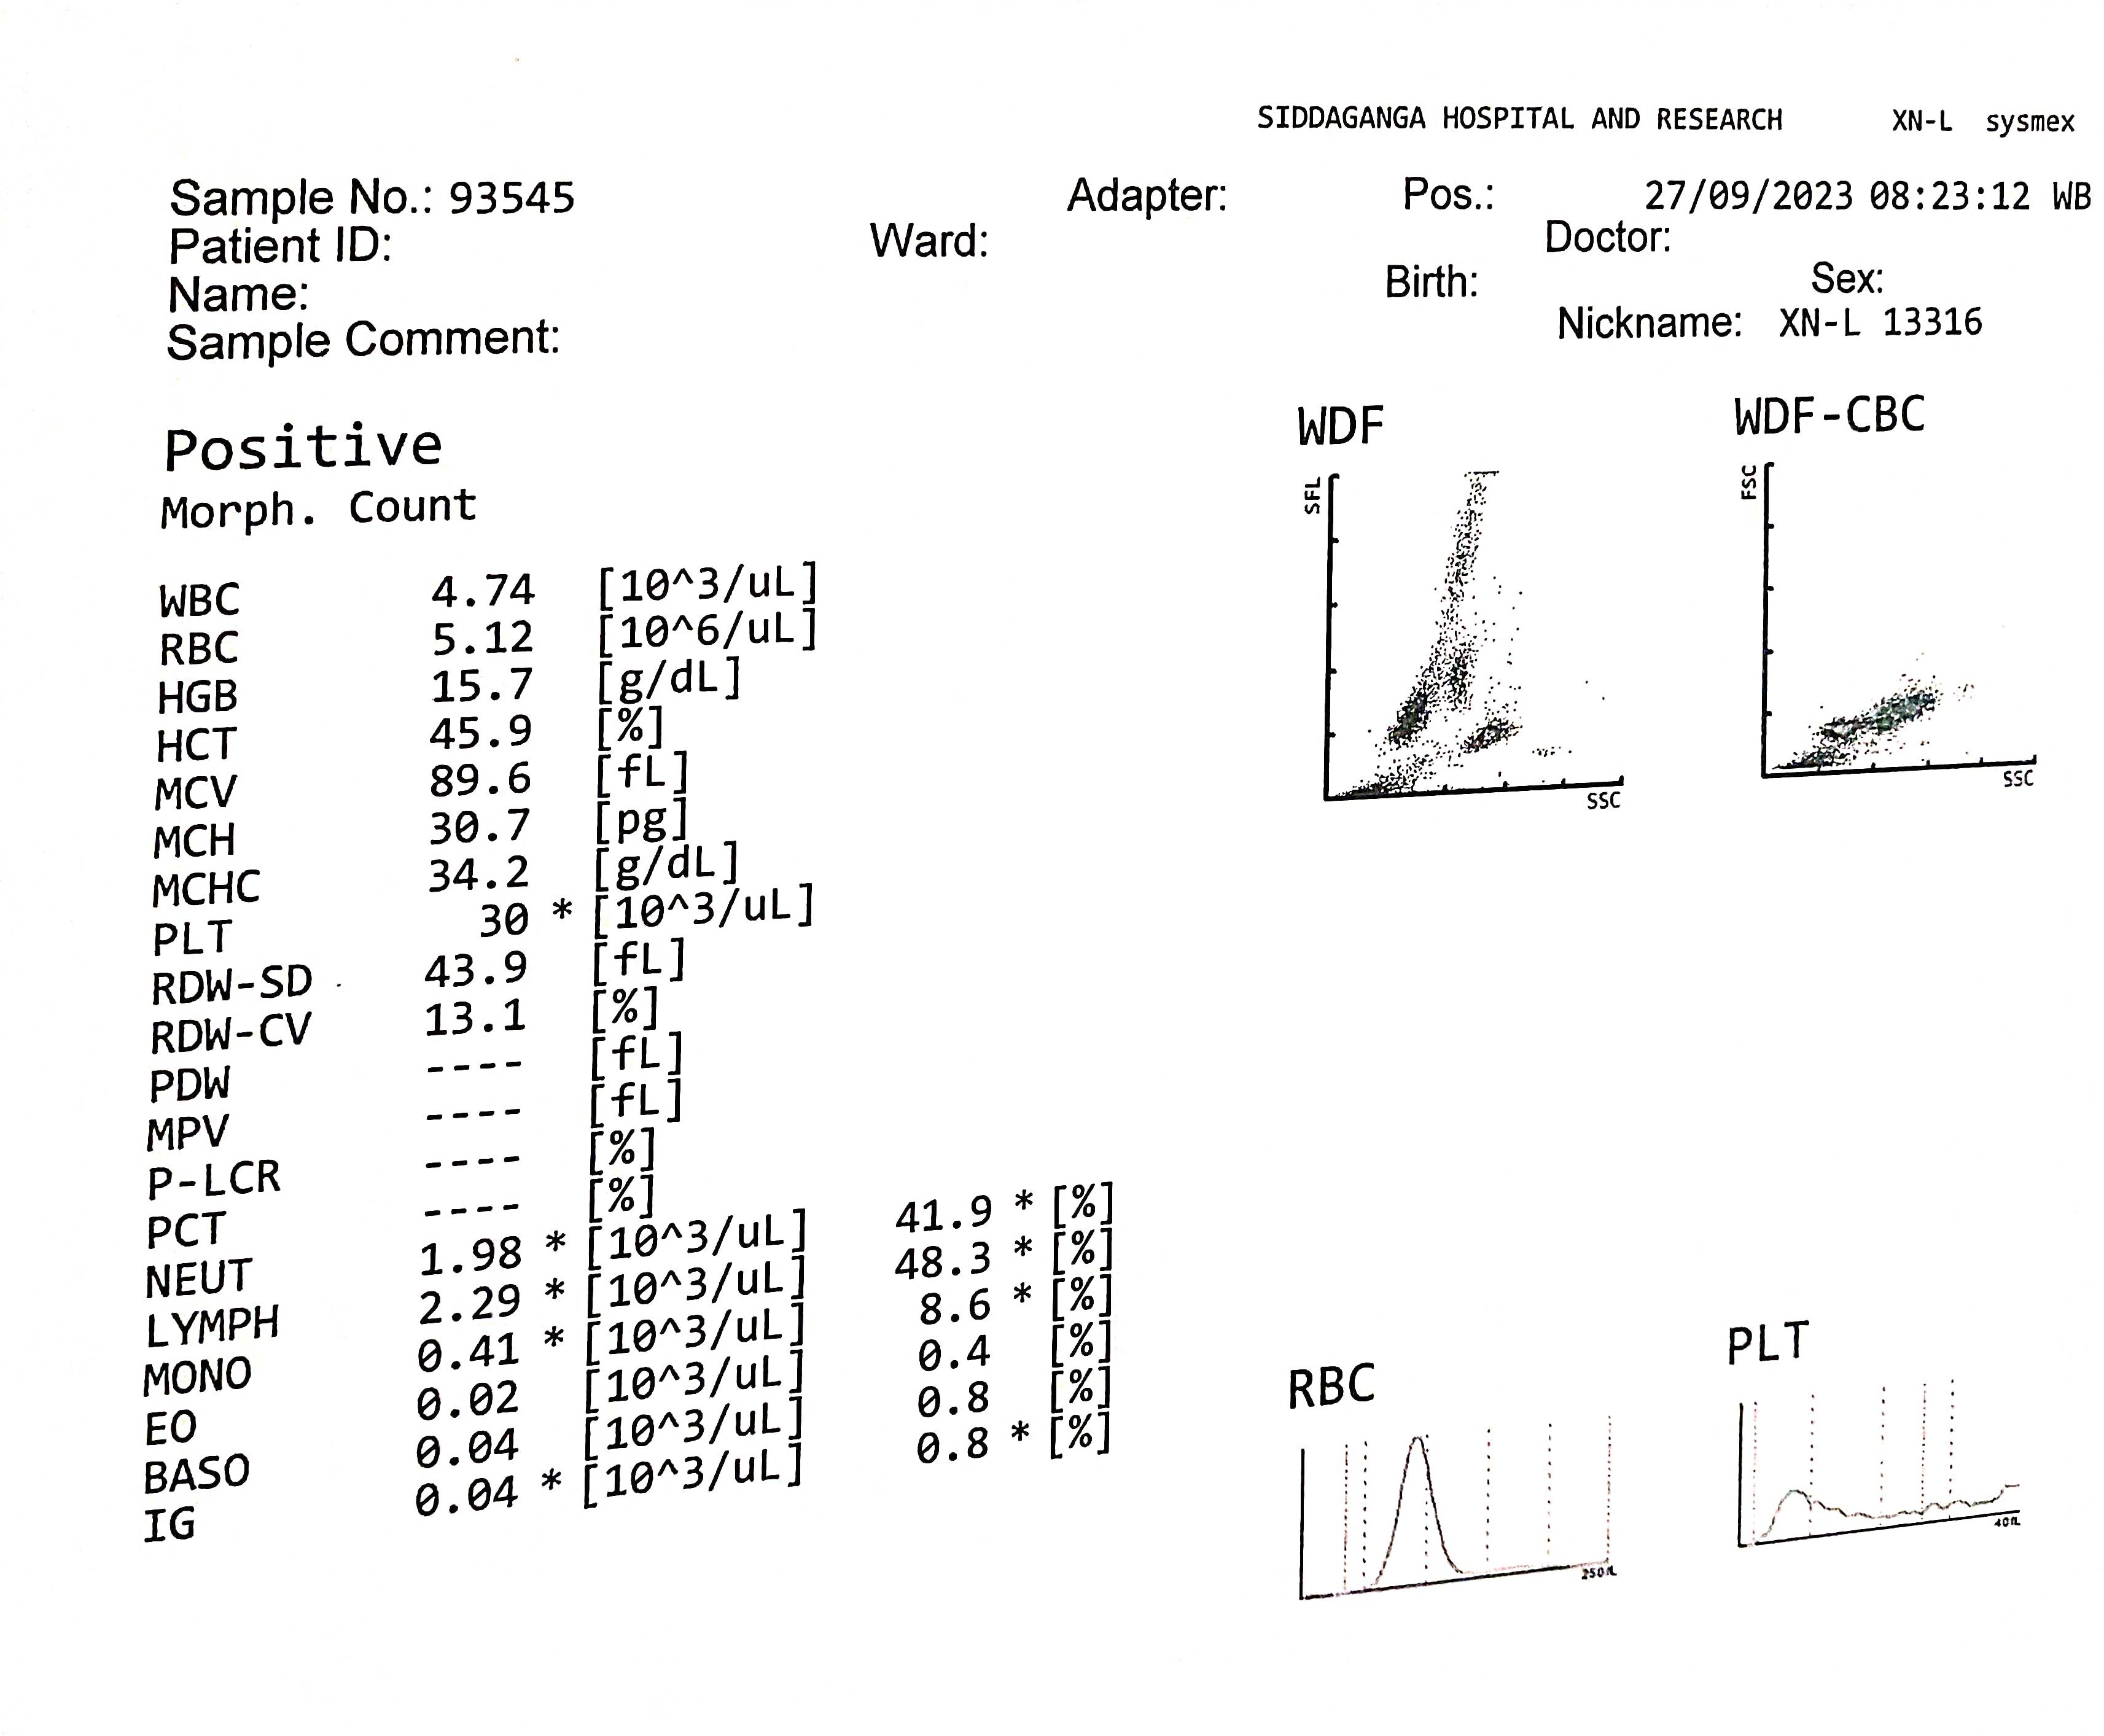 SIDDAGANGA HOSPITAL AND RESEARCH XN-L sysmex
Sample No.: 93545 Adapter: Pos.: 27/09/2023 08:23:12 WB
Patient ID: Ward: Doctor:
Name: Birth: Sex:
Sample Comment: Nickname: XN-L 13316
Positive
Morph. Count
WDF
SFL
SSC
WDF-CBC
FSC
SSC
WBC 4.74 [10^3/uL]
RBC 5.12 [10^6/uL]
HGB 15.7 [g/dL]
HCT 45.9 [%]
MCV 89.6 [fL]
MCH 30.7 [pg]
MCHC 34.2 [g/dL]
PLT 30 * [10^3/uL]
RDW-SD 43.9 [fL]
RDW-CV 13.1 [%]
PDW ---- [fL]
MPV ---- [fL]
P-LCR ---- [%]
PCT ---- [%]
NEUT 1.98 * [10^3/uL] 41.9 * [%]
LYMPH 2.29 * [10^3/uL] 48.3 * [%]
MONO 0.41 * [10^3/uL] 8.6 * [%]
EO 0.02 [10^3/uL] 0.4 [%]
BASO 0.04 [10^3/uL] 0.8 [%]
IG 0.04 * [10^3/uL] 0.8 * [%]
RBC
250fL
PLT
40fL